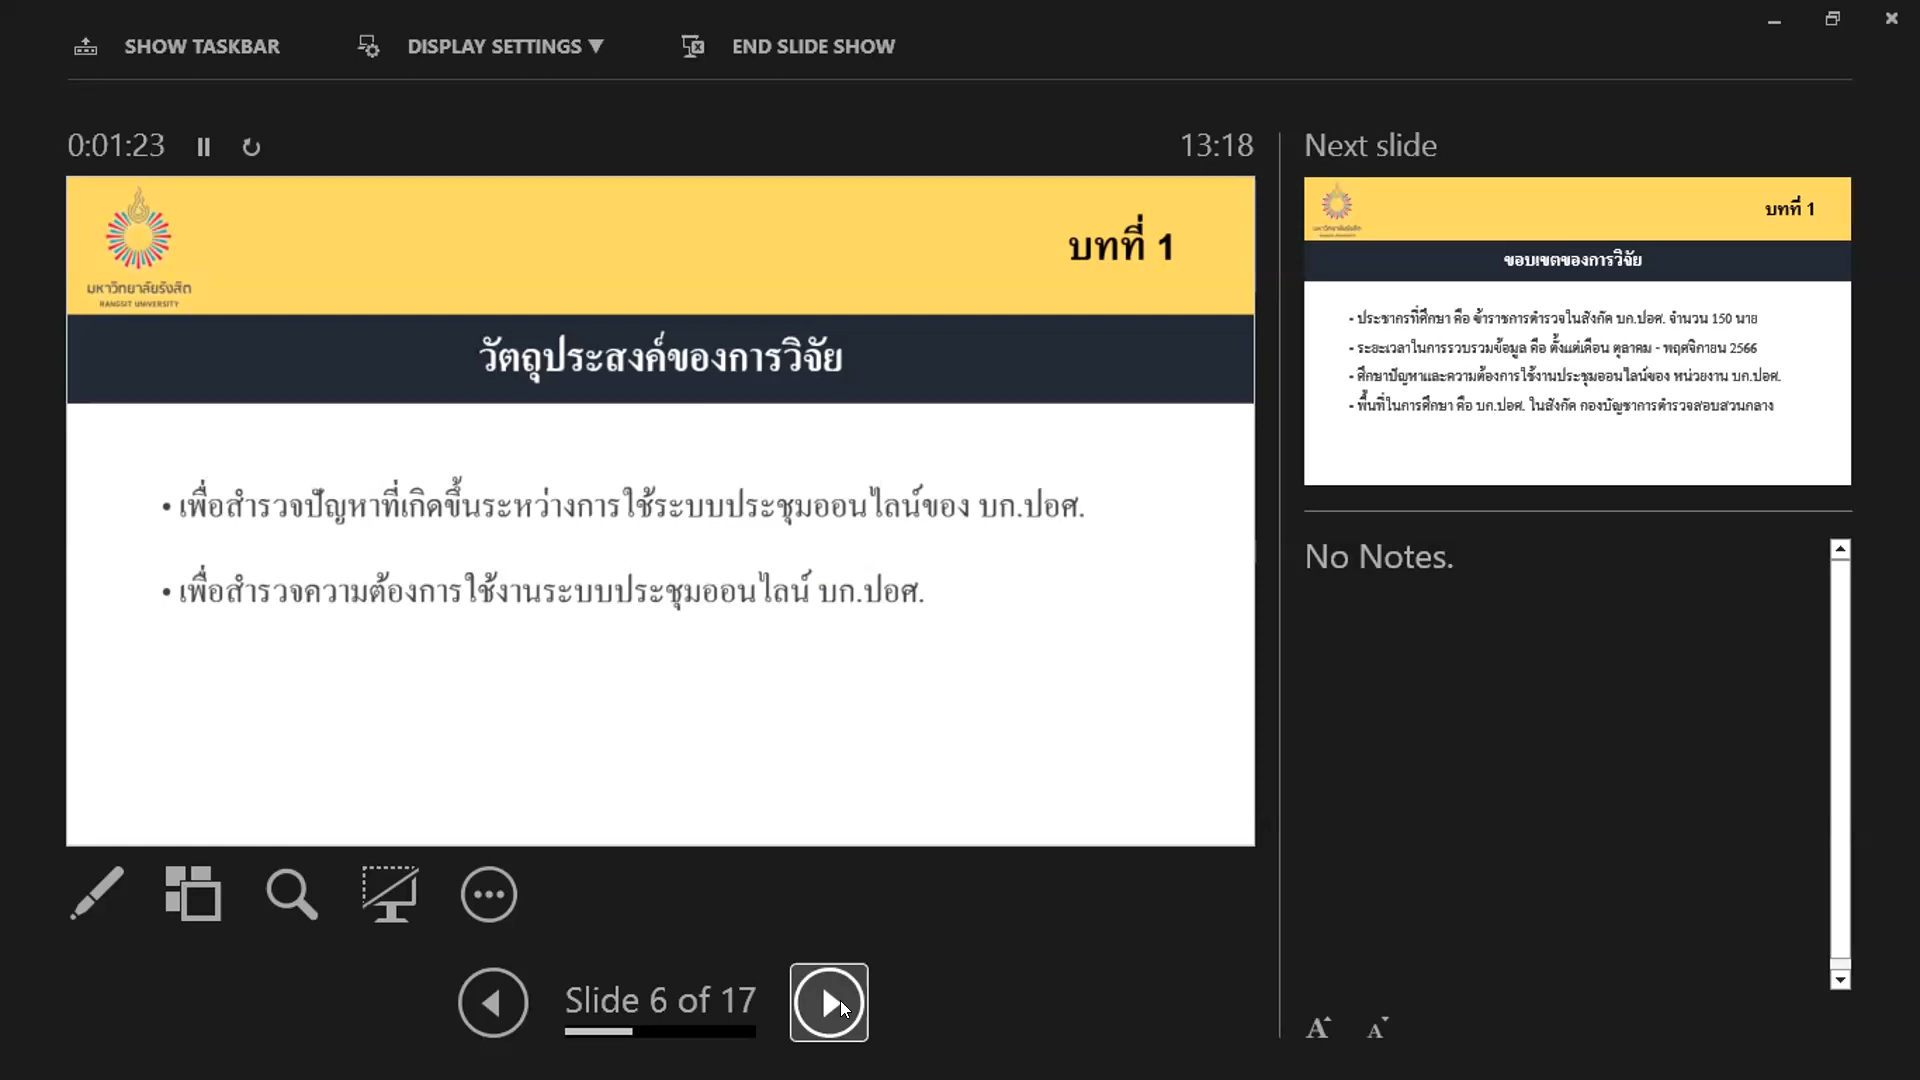 SHOW TASKBAR
DISPLAY SETTINGS ▼
END SLIDE SHOW
0:01:23
13:18
มหาวิทยาลัยรังสิต
RANGSIT UNIVERSITY
บทที่ 1
วัตถุประสงค์ของการวิจัย
• เพื่อสำรวจปัญหาที่เกิดขึ้นระหว่างการใช้ระบบประชุมออนไลน์ของ บก.ปอศ.
• เพื่อสำรวจความต้องการใช้งานระบบประชุมออนไลน์ บก.ปอศ.
Slide 6 of 17
Next slide
มหาวิทยาลัยรังสิต
RANGSIT UNIVERSITY
บทที่ 1
ขอบเขตของการวิจัย
- ประชากรที่ศึกษา คือ ข้าราชการตำรวจในสังกัด บก.ปอศ. จำนวน 150 นาย
- ระยะเวลาในการรวบรวมข้อมูล คือ ตั้งแต่เดือน ตุลาคม - พฤศจิกายน 2566
- ศึกษาปัญหาและความต้องการใช้งานประชุมออนไลน์ของ หน่วยงาน บก.ปอศ.
- พื้นที่ในการศึกษา คือ บก.ปอศ. ในสังกัด กองบัญชาการตำรวจสอบสวนกลาง
No Notes.
A A